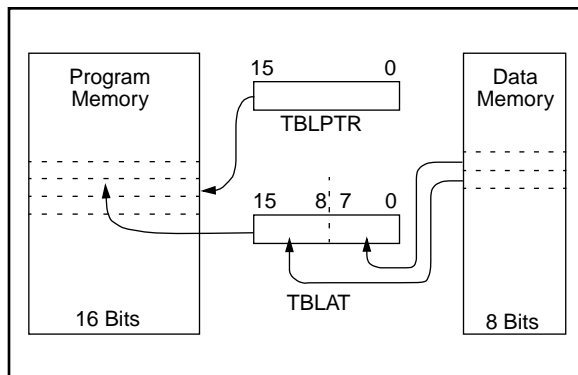 Program
Memory
15 0
TBLPTR
Data
Memory
15 8 7 0
TBLAT
16 Bits
8 Bits